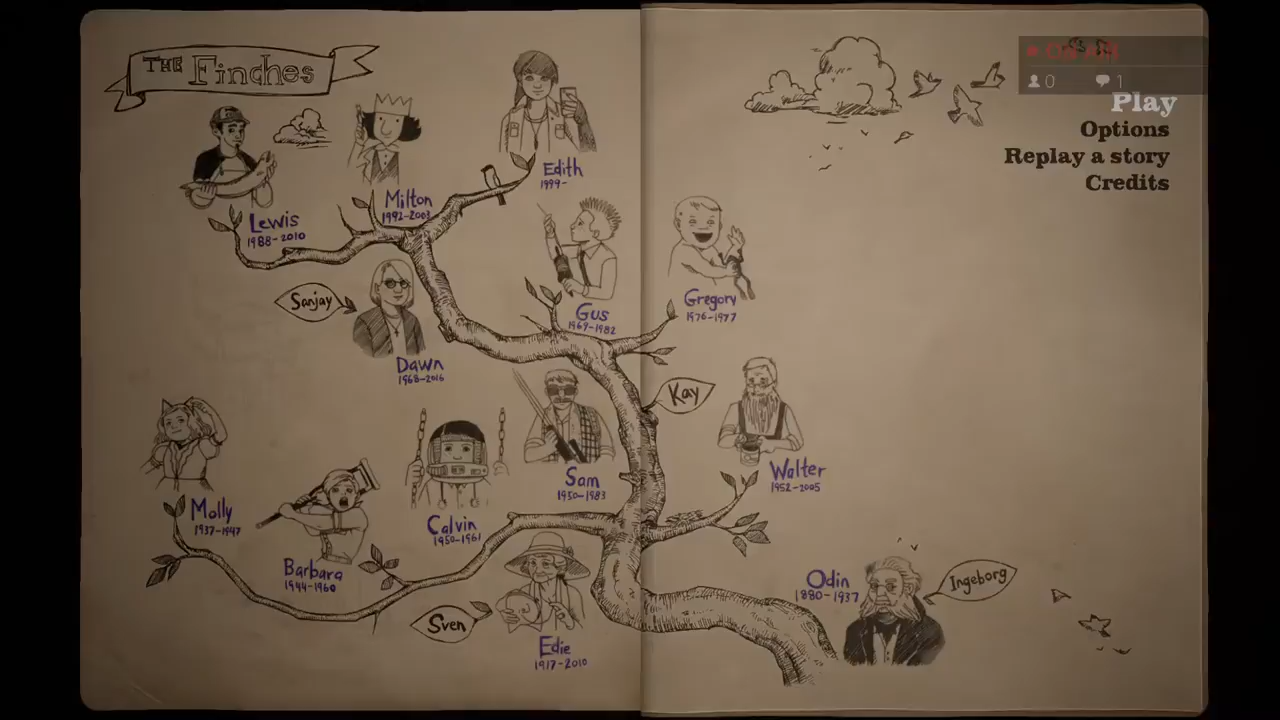 THE Finches
0
1
Play
Options
Replay a story
Credits
Edith
1999-
Milton
1992-2003
Lewis
1988-2010
Sanjay
Gus
1969-1982
Gregory
1976-1977
Dawn
1968-2016
Kay
Sam
1950-1983
Walter
1952-2005
Molly
1937-1947
Calvin
1950-1961
Barbara
1944-1960
Odin
1880-1937
Ingeborg
Sven
Edie
1917-2010